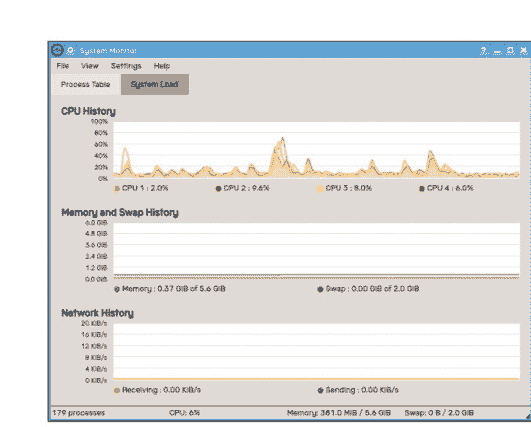 System Monitor
File View Settings Help
Process Table System Load
CPU History
100%
80%
60%
40%
20%
0%
CPU 1 : 2.0% CPU 2 : 9.6% CPU 3 : 8.0% CPU 4 : 6.0%
Memory and Swap History
6.0 GiB
4.8 GiB
3.6 GiB
2.4 GiB
1.2 GiB
0.0 GiB
Memory : 0.37 GiB of 5.6 GiB Swap : 0.00 GiB of 2.0 GiB
Network History
20 KiB/s
16 KiB/s
12 KiB/s
8 KiB/s
4 KiB/s
0 KiB/s
Receiving : 0.00 KiB/s Sending : 0.00 KiB/s
179 processes CPU: 6% Memory: 381.0 MiB / 5.6 GiB Swap: 0 B / 2.0 GiB